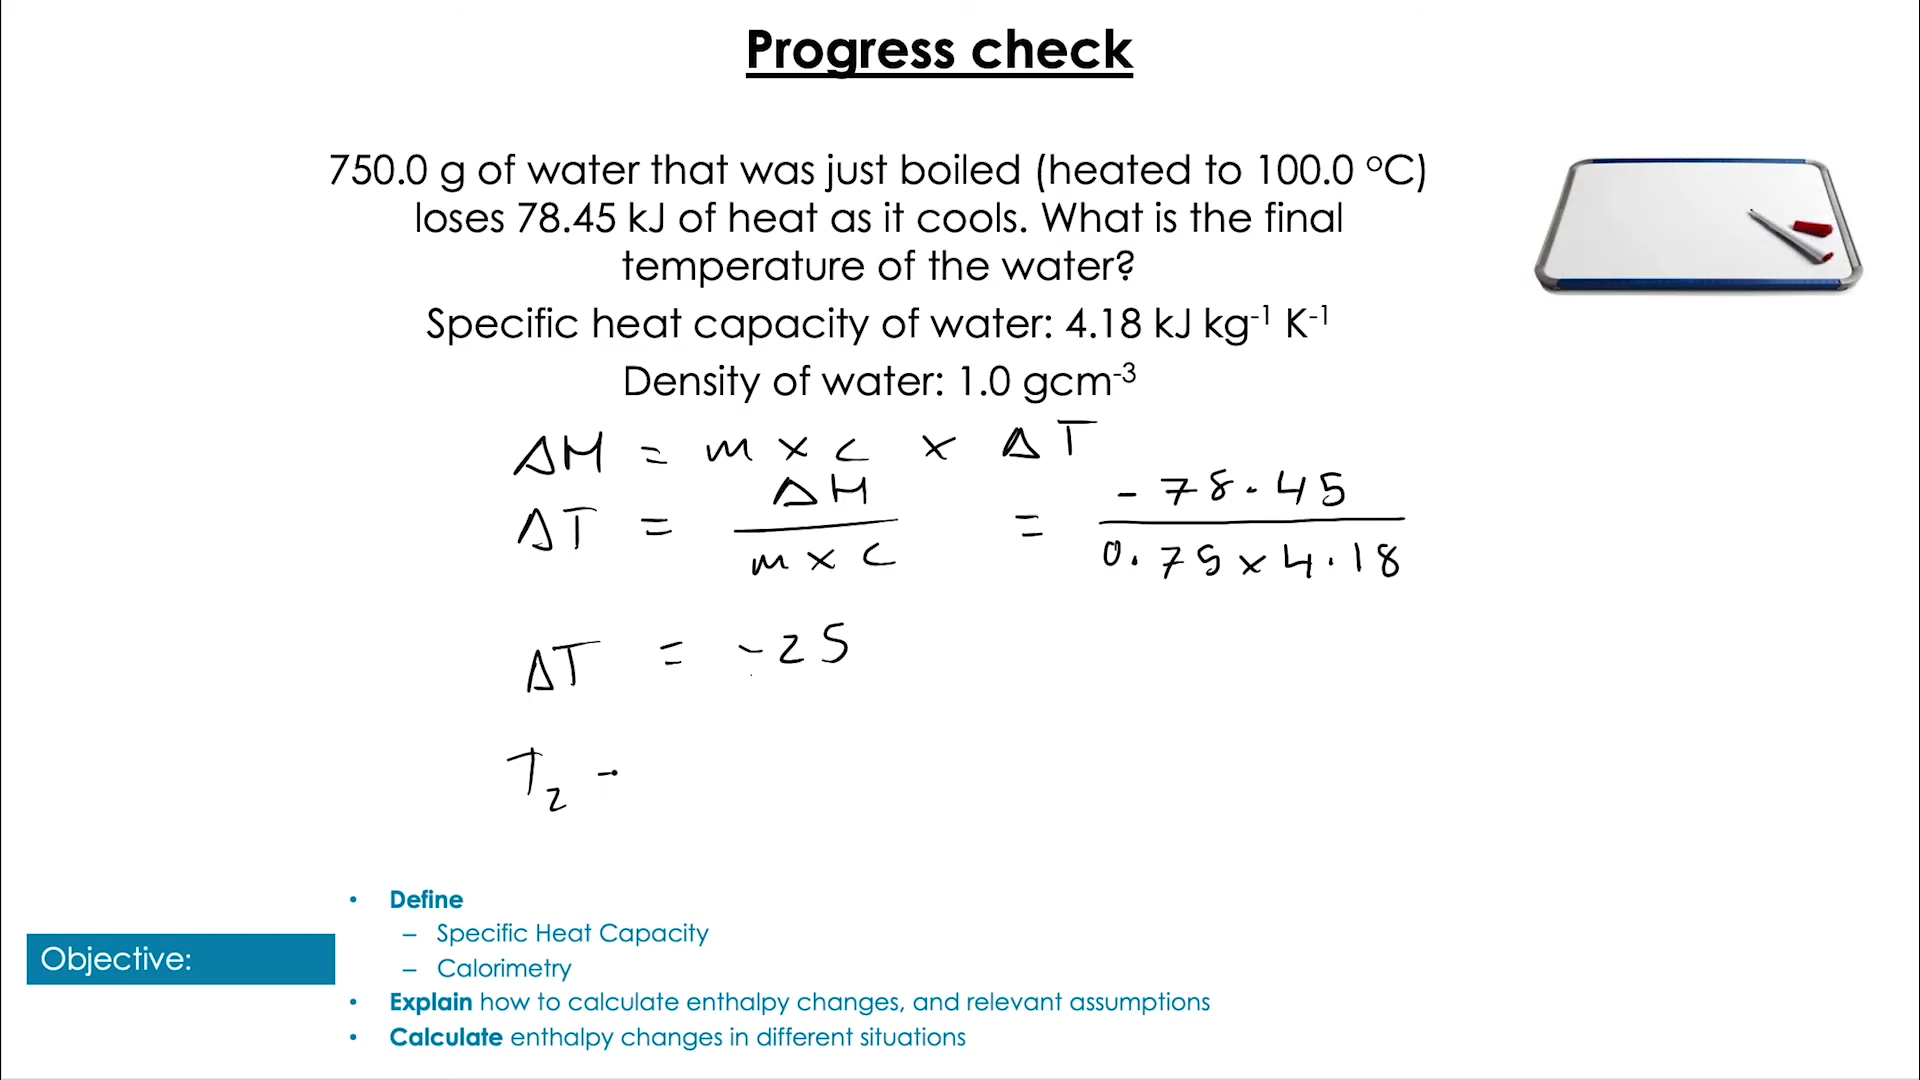 Progress check
750.0 g of water that was just boiled (heated to 100.0 °C)
loses 78.45 kJ of heat as it cools. What is the final
temperature of the water?
Specific heat capacity of water: 4.18 kJ kg⁻¹ K⁻¹
Density of water: 1.0 gcm⁻³
ΔH = m × c × ΔT
ΔT = ΔH / m × c = -78.45 / 0.75 × 4.18
ΔT = -25
T₂ -
Objective:
• Define
– Specific Heat Capacity
– Calorimetry
• Explain how to calculate enthalpy changes, and relevant assumptions
• Calculate enthalpy changes in different situations